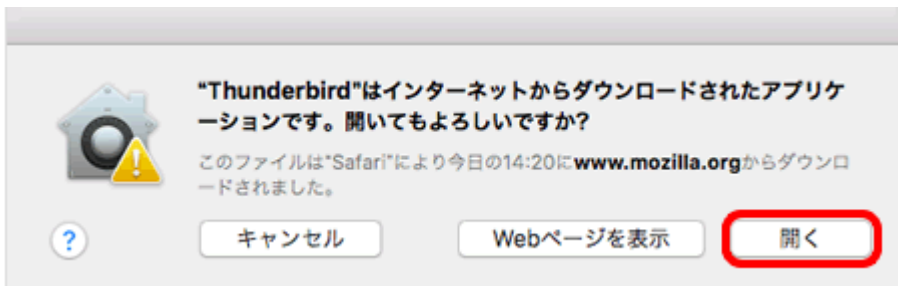 “Thunderbird”はインターネットからダウンロードされたアプリケ
ーションです。開いてもよろしいですか?
このファイルは“Safari”により今日の14:20にwww.mozilla.orgからダウンロ
ードされました。
? キャンセル Webページを表示 開く